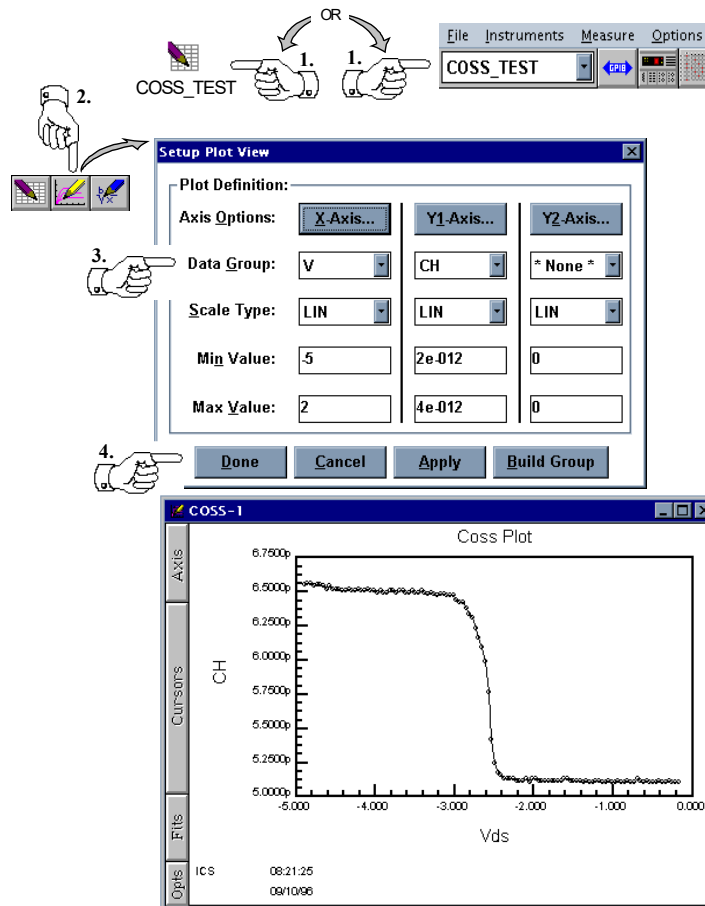 OR
1.
1.
COSS_TEST
File Instruments Measure Options
COSS_TEST
GPIB
2.
Setup Plot View
Plot Definition:
Axis Options: X-Axis... Y1-Axis... Y2-Axis...
3.
Data Group: V CH * None *
Scale Type: LIN LIN LIN
Min Value: -5 2e-012 0
Max Value: 2 4e-012 0
4.
Done Cancel Apply Build Group
COSS-1
Axis
Cursors
Fits
Opts
Coss Plot
6.7500p
6.5000p
6.2500p
6.0000p
5.7500p
5.5000p
5.2500p
5.0000p
CH
-5.000 -4.000 -3.000 -2.000 -1.000 0.000
Vds
ICS 08:21:25
09/10/96